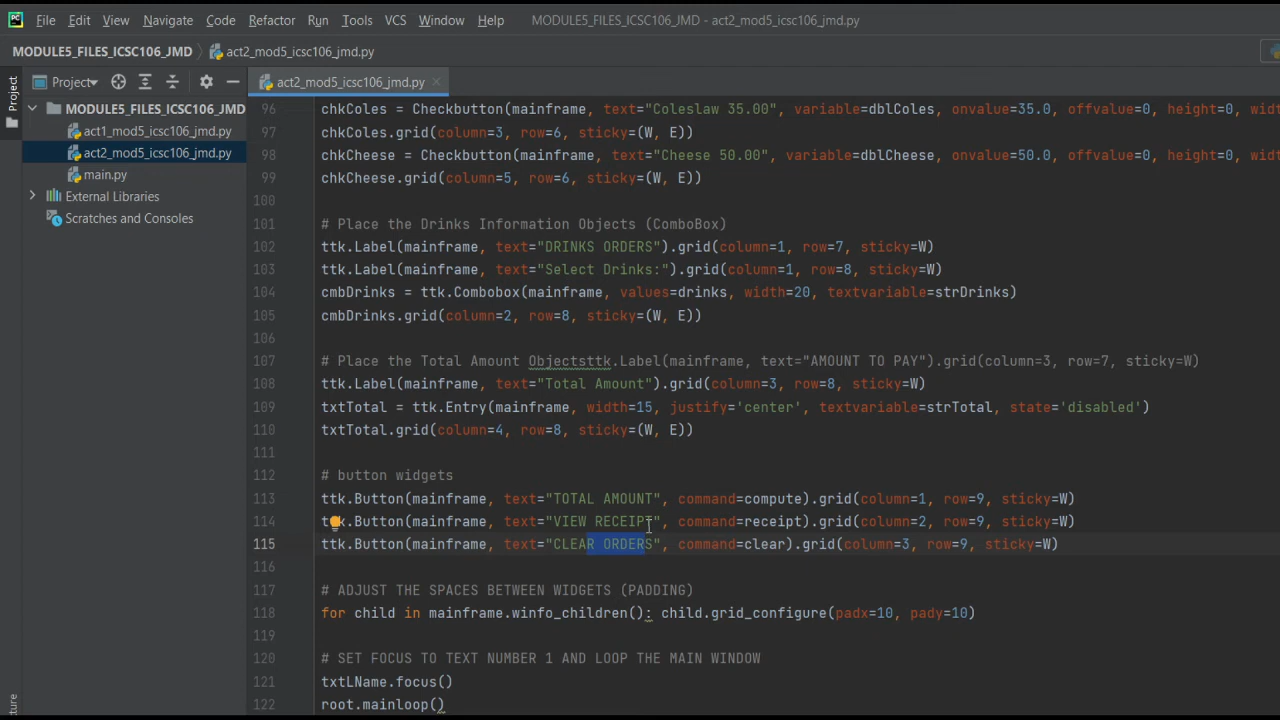 File Edit View Navigate Code Refactor Run Tools VCS Window Help MODULE5_FILES_ICSC106_JMD - act2_mod5_icsc106_jmd.py
MODULE5_FILES_ICSC106_JMD act2_mod5_icsc106_jmd.py
Project
Project
act2_mod5_icsc106_jmd.py
MODULE5_FILES_ICSC106_JMD
act1_mod5_icsc106_jmd.py
act2_mod5_icsc106_jmd.py
main.py
External Libraries
Scratches and Consoles
96 chkColes = Checkbutton(mainframe, text="Coleslaw 35.00", variable=dblColes, onvalue=35.0, offvalue=0, height=0, width
97 chkColes.grid(column=3, row=6, sticky=(W, E))
98 chkCheese = Checkbutton(mainframe, text="Cheese 50.00", variable=dblCheese, onvalue=50.0, offvalue=0, height=0, wid
99 chkCheese.grid(column=5, row=6, sticky=(W, E))
100
101 # Place the Drinks Information Objects (ComboBox)
102 ttk.Label(mainframe, text="DRINKS ORDERS").grid(column=1, row=7, sticky=W)
103 ttk.Label(mainframe, text="Select Drinks:").grid(column=1, row=8, sticky=W)
104 cmbDrinks = ttk.Combobox(mainframe, values=drinks, width=20, textvariable=strDrinks)
105 cmbDrinks.grid(column=2, row=8, sticky=(W, E))
106
107 # Place the Total Amount Objectsttk.Label(mainframe, text="AMOUNT TO PAY").grid(column=3, row=7, sticky=W)
108 ttk.Label(mainframe, text="Total Amount").grid(column=3, row=8, sticky=W)
109 txtTotal = ttk.Entry(mainframe, width=15, justify='center', textvariable=strTotal, state='disabled')
110 txtTotal.grid(column=4, row=8, sticky=(W, E))
111
112 # button widgets
113 ttk.Button(mainframe, text="TOTAL AMOUNT", command=compute).grid(column=1, row=9, sticky=W)
114 ttk.Button(mainframe, text="VIEW RECEIPT", command=receipt).grid(column=2, row=9, sticky=W)
115 ttk.Button(mainframe, text="CLEAR ORDERS", command=clear).grid(column=3, row=9, sticky=W)
116
117 # ADJUST THE SPACES BETWEEN WIDGETS (PADDING)
118 for child in mainframe.winfo_children(): child.grid_configure(padx=10, pady=10)
119
120 # SET FOCUS TO TEXT NUMBER 1 AND LOOP THE MAIN WINDOW
121 txtLName.focus()
122 root.mainloop()